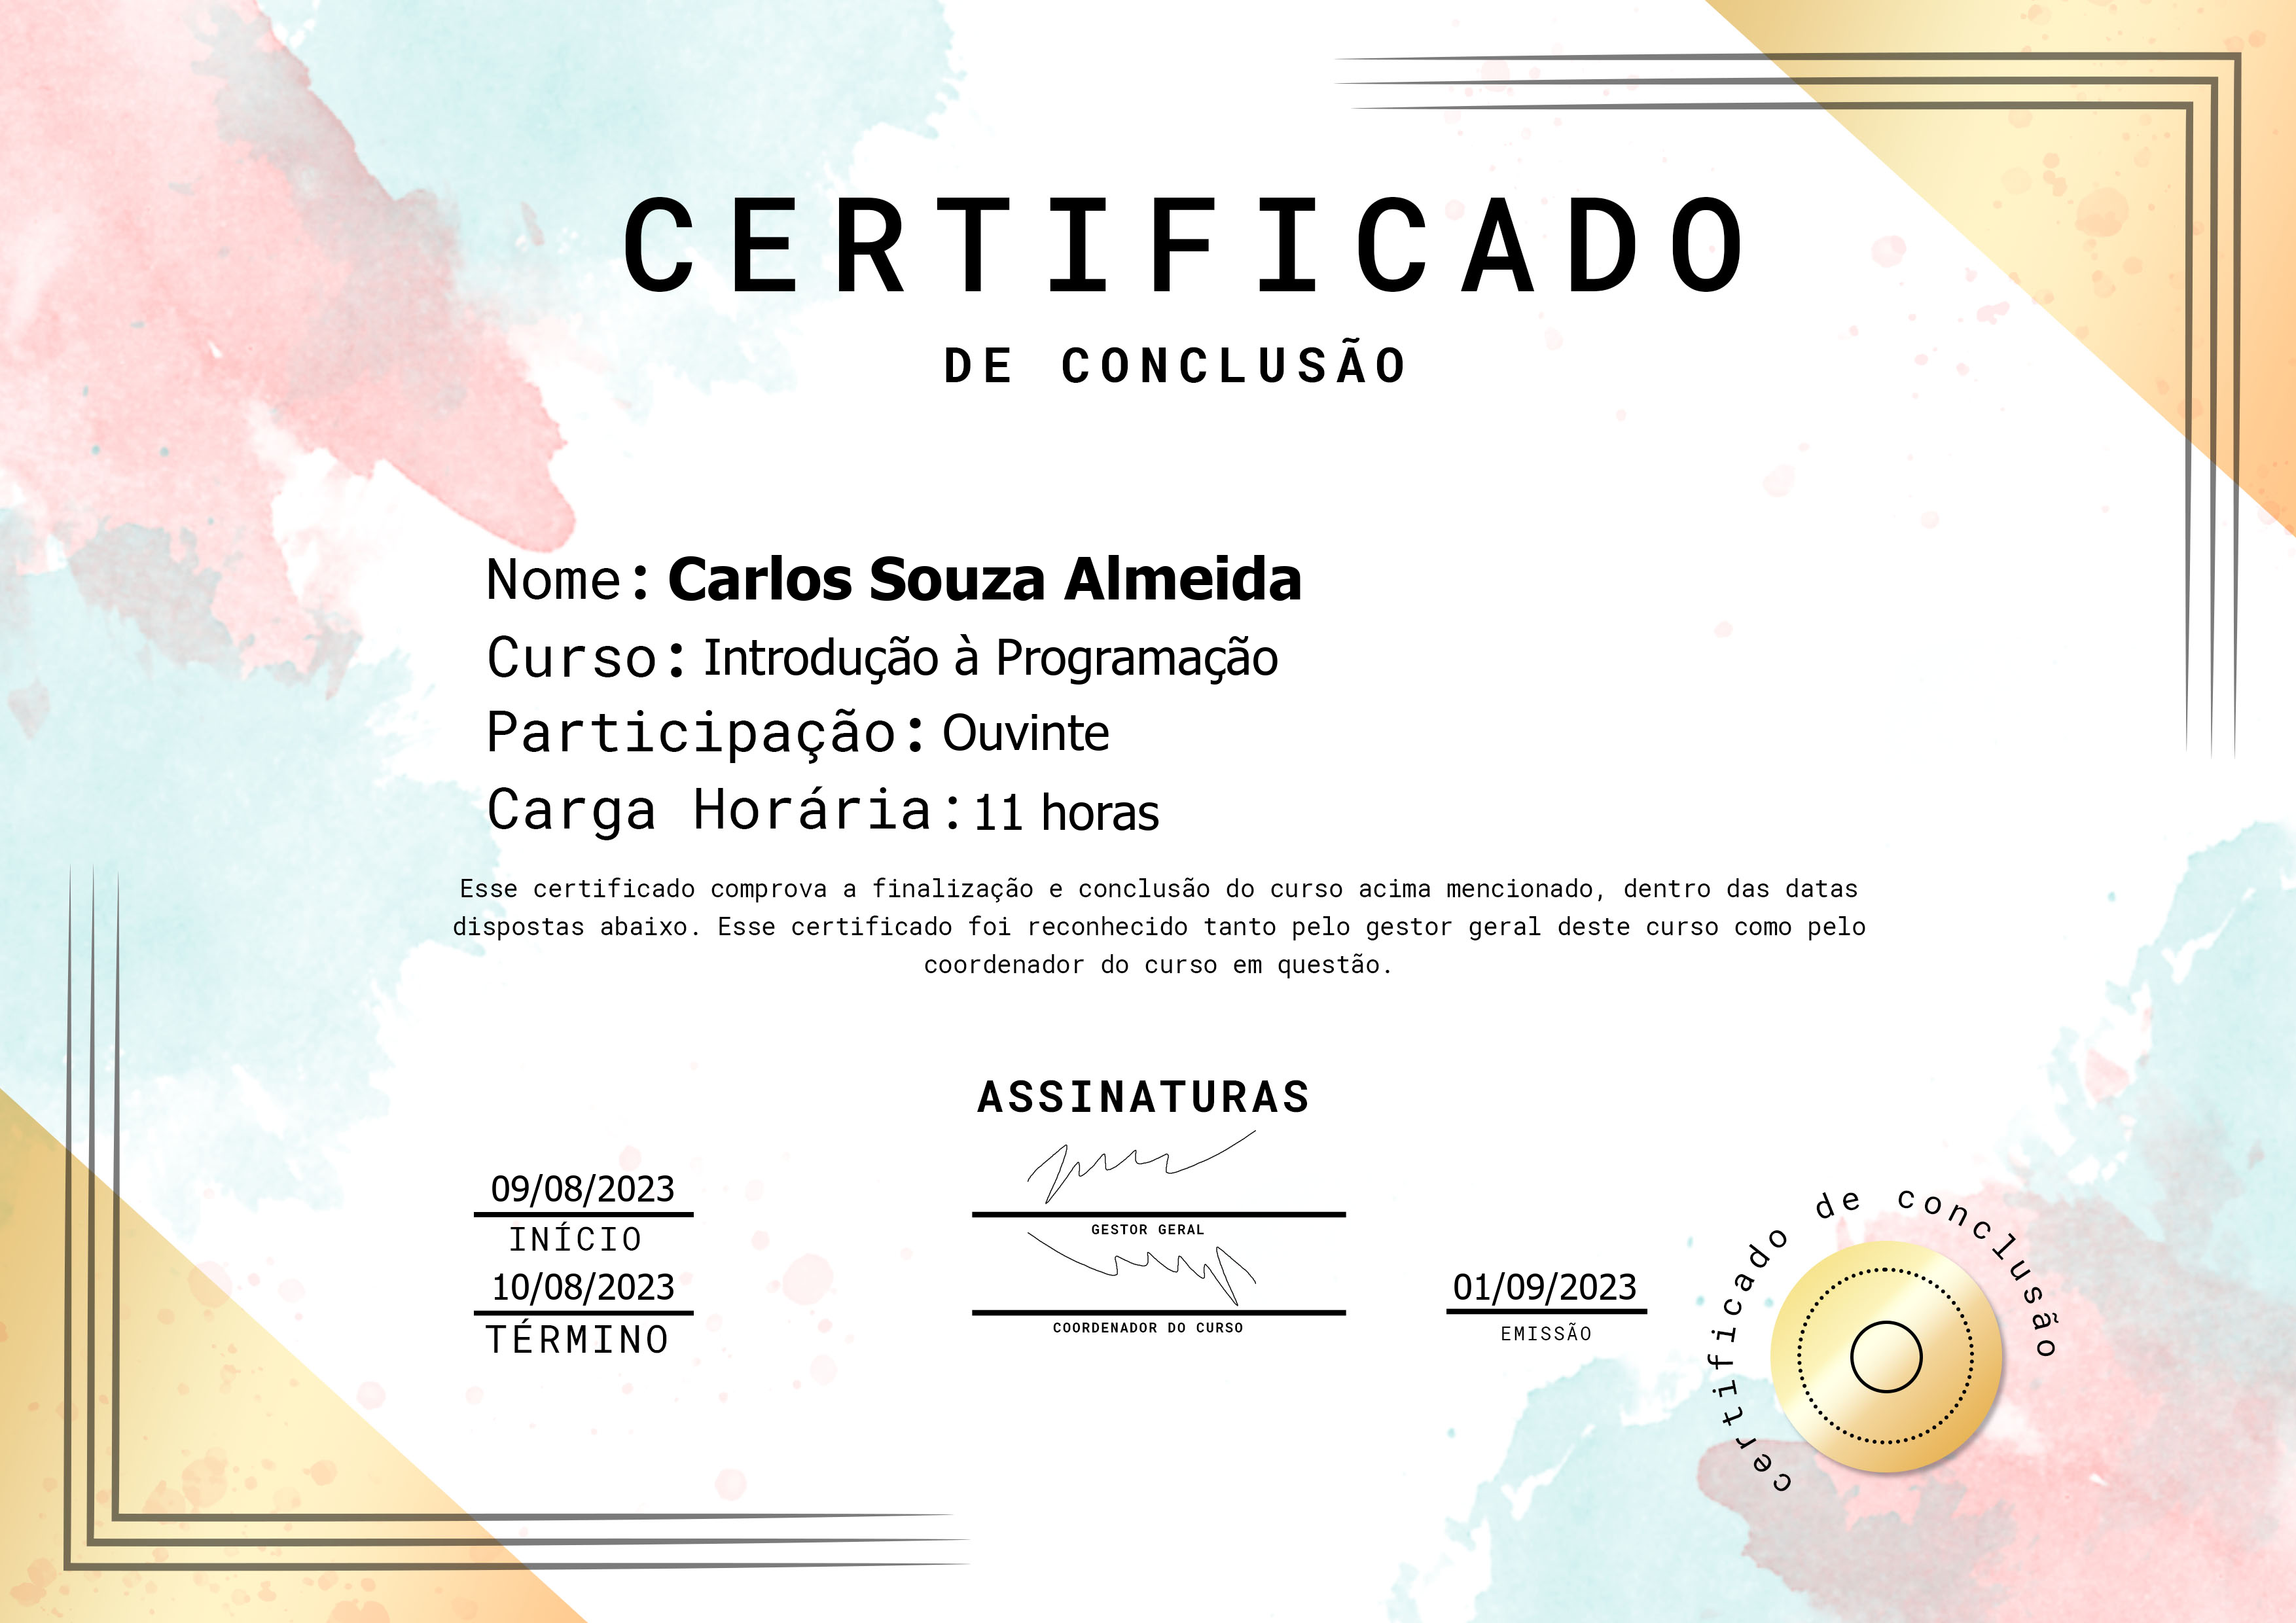 CERTIFICADO
DE CONCLUSÃO
Nome: Carlos Souza Almeida
Curso: Introdução à Programação
Participação: Ouvinte
Carga Horária: 11 horas
Esse certificado comprova a finalização e conclusão do curso acima mencionado, dentro das datas
dispostas abaixo. Esse certificado foi reconhecido tanto pelo gestor geral deste curso como pelo
coordenador do curso em questão.
ASSINATURAS
09/08/2023
INÍCIO
10/08/2023
TÉRMINO
GESTOR GERAL
COORDENADOR DO CURSO
01/09/2023
EMISSÃO
certificado de conclusão